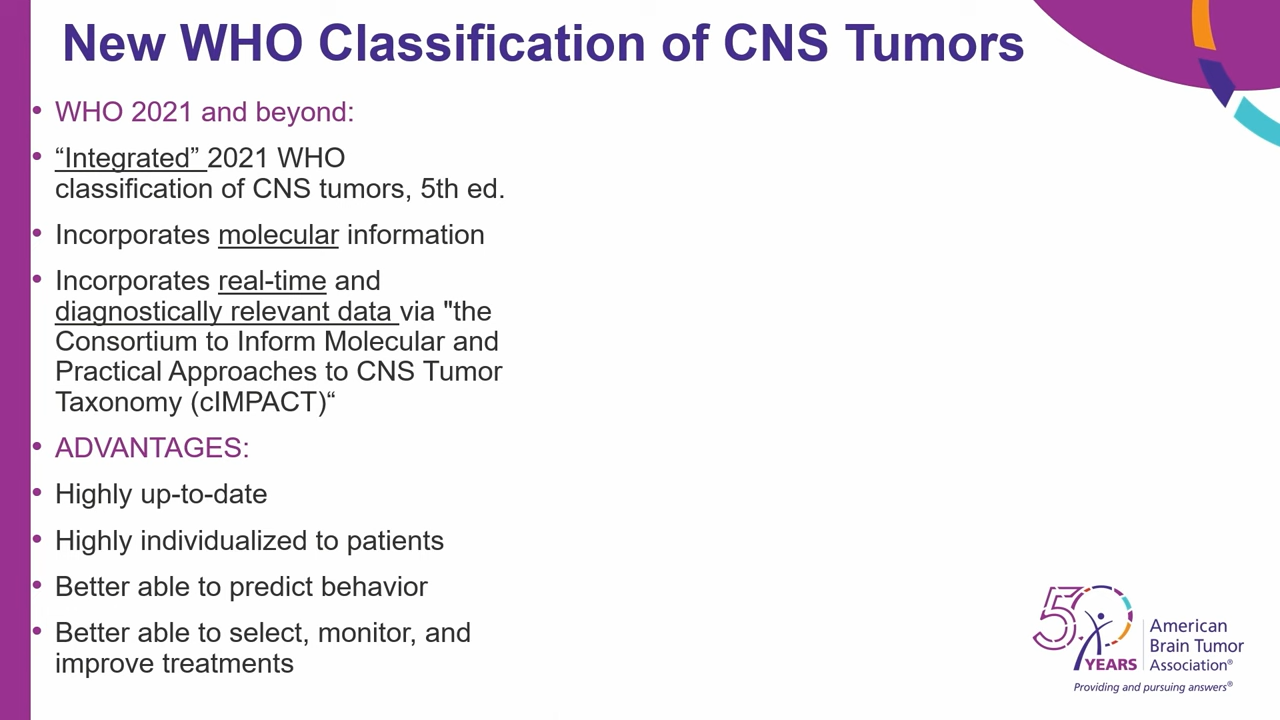 New WHO Classification of CNS Tumors
• WHO 2021 and beyond:
• “Integrated” 2021 WHO
classification of CNS tumors, 5th ed.
• Incorporates molecular information
• Incorporates real-time and
diagnostically relevant data via "the
Consortium to Inform Molecular and
Practical Approaches to CNS Tumor
Taxonomy (cIMPACT)“
• ADVANTAGES:
• Highly up-to-date
• Highly individualized to patients
• Better able to predict behavior
• Better able to select, monitor, and
improve treatments
50
YEARS
American
Brain Tumor
Association®
Providing and pursuing answers®